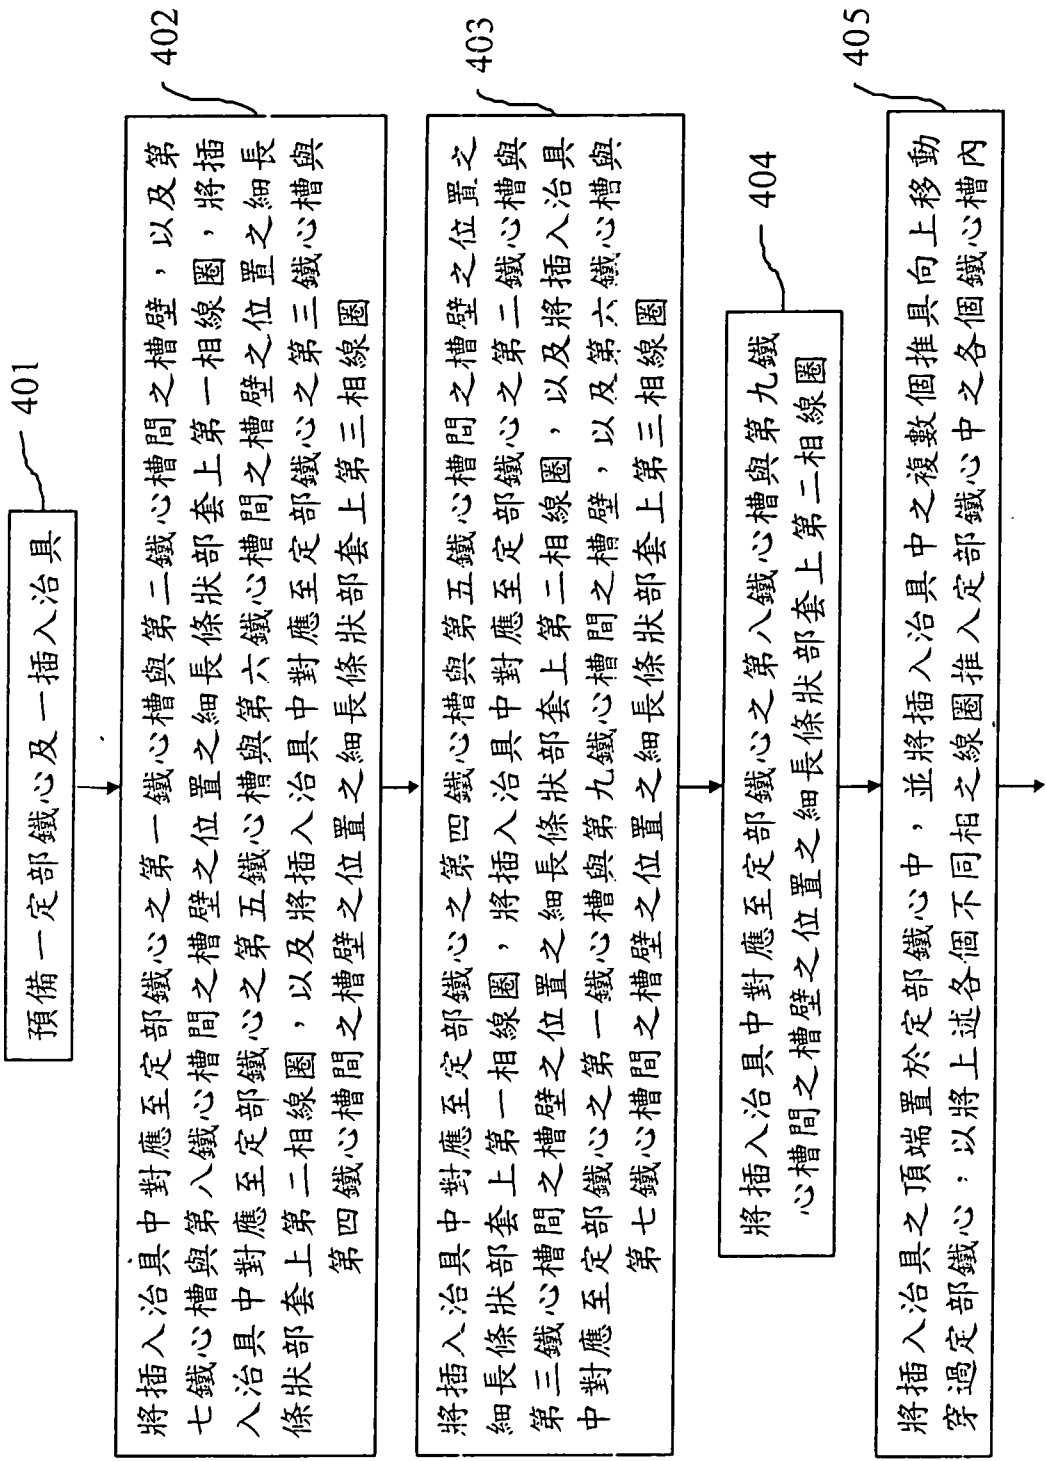 401
預備一定部鐵心及一插入治具
402
將插入治具中對應至定部鐵心之第一鐵心槽與第二鐵心槽間之槽壁，以及第
七鐵心槽與第八鐵心槽間之槽壁之位置之細長條狀部套上第一相線圈，將插
入治具中對應至定部鐵心之第五鐵心槽與第六鐵心槽間之槽壁之位置之細長
條狀部套上第二相線圈，以及將插入治具中對應至定部鐵心之第三鐵心槽與
第四鐵心槽間之槽壁之位置之細長條狀部套上第三相線圈
403
將插入治具中對應至定部鐵心之第四鐵心槽與第五鐵心槽間之槽壁之位置之
細長條狀部套上第一相線圈，將插入治具中對應至定部鐵心之第二鐵心槽與
第三鐵心槽間之槽壁之位置之細長條狀部套上第二相線圈，以及將插入治具
中對應至定部鐵心之第一鐵心槽與第九鐵心槽間之槽壁，以及第六鐵心槽與
第七鐵心槽間之槽壁之位置之細長條狀部套上第三相線圈
404
將插入治具中對應至定部鐵心之第八鐵心槽與第九鐵
心槽間之槽壁之位置之細長條狀部套上第二相線圈
405
將插入治具之頂端置於定部鐵心中，並將插入治具中之複數個推具向上移動
穿過定部鐵心，以將上述各個不同相之線圈推入定部鐵心中之各個鐵心槽內